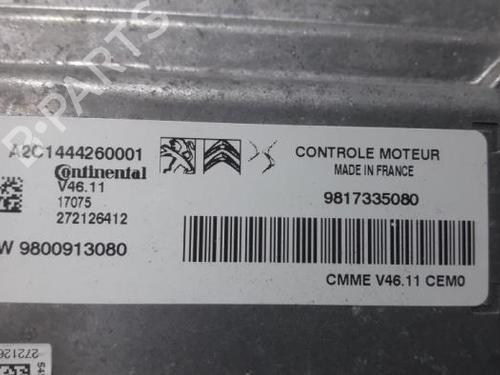 B-PARTS
A2C1444260001
Continental
V46.11
17075
272126412
W 9800913080
CONTROLE MOTEUR
MADE IN FRANCE
9817335080
CMME V46.11 CEM0